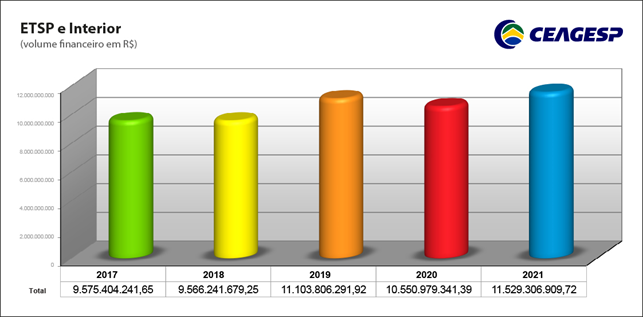 ETSP e Interior
(volume financeiro em R$)
CEAGESP
12.000.000.000
10.000.000.000
8.000.000.000
6.000.000.000
4.000.000.000
2.000.000.000
0
2017 2018 2019 2020 2021
Total 9.575.404.241,65 9.566.241.679,25 11.103.806.291,92 10.550.979.341,39 11.529.306.909,72